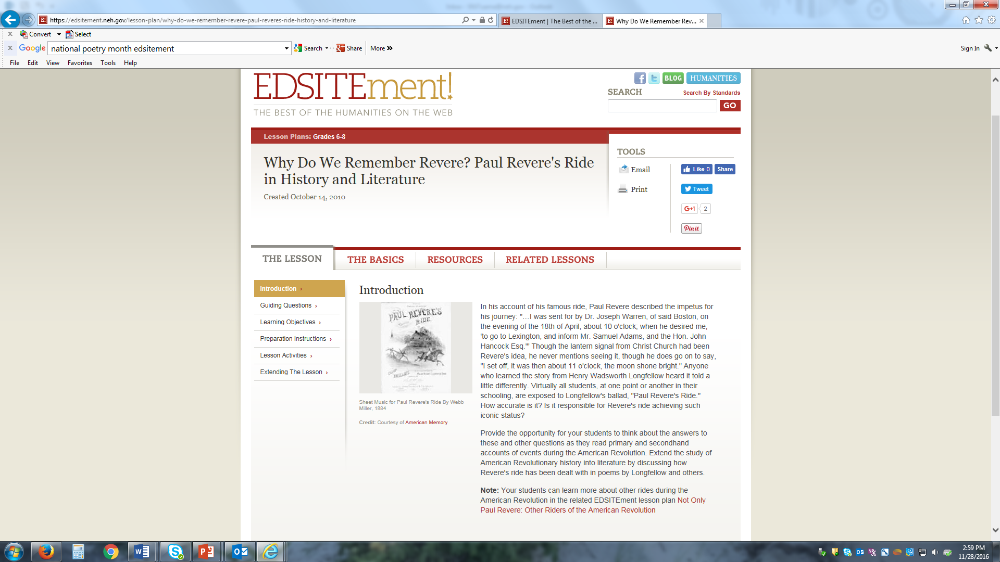 https://edsitement.neh.gov/lesson-plan/why-do-we-remember-revere-paul-reveres-ride-history-and-literature
EDSITEment | The Best of the ...
Why Do We Remember Rev...
Convert
Select
Google
national poetry month edsitement
Search
Share
More
Sign In
File Edit View Favorites Tools Help
EDSITEment!
THE BEST OF THE HUMANITIES ON THE WEB
BLOG
HUMANITIES
SEARCH
Search By Standards
GO
Lesson Plans: Grades 6-8
Why Do We Remember Revere? Paul Revere's Ride
in History and Literature
Created October 14, 2010
TOOLS
Email
Print
Like 0
Share
Tweet
G+1
2
Pin it
THE LESSON
THE BASICS
RESOURCES
RELATED LESSONS
Introduction ›
Guiding Questions ›
Learning Objectives ›
Preparation Instructions ›
Lesson Activities ›
Extending The Lesson ›
Introduction
PAUL REVERE'S
RIDE.
Sheet Music for Paul Revere's Ride By Webb
Miller, 1884
Credit: Courtesy of American Memory
In his account of his famous ride, Paul Revere described the impetus for
his journey: "…I was sent for by Dr. Joseph Warren, of said Boston, on
the evening of the 18th of April, about 10 o'clock; when he desired me,
'to go to Lexington, and inform Mr. Samuel Adams, and the Hon. John
Hancock Esq.'" Though the lantern signal from Christ Church had been
Revere's idea, he never mentions seeing it, though he does go on to say,
"I set off, it was then about 11 o'clock, the moon shone bright." Anyone
who learned the story from Henry Wadsworth Longfellow heard it told a
little differently. Virtually all students, at one point or another in their
schooling, are exposed to Longfellow's ballad, "Paul Revere's Ride."
How accurate is it? Is it responsible for Revere's ride achieving such
iconic status?
Provide the opportunity for your students to think about the answers to
these and other questions as they read primary and secondhand
accounts of events during the American Revolution. Extend the study of
American Revolutionary history into literature by discussing how
Revere's ride has been dealt with in poems by Longfellow and others.
Note: Your students can learn more about other rides during the
American Revolution in the related EDSITEment lesson plan Not Only
Paul Revere: Other Riders of the American Revolution
2:59 PM
11/28/2016